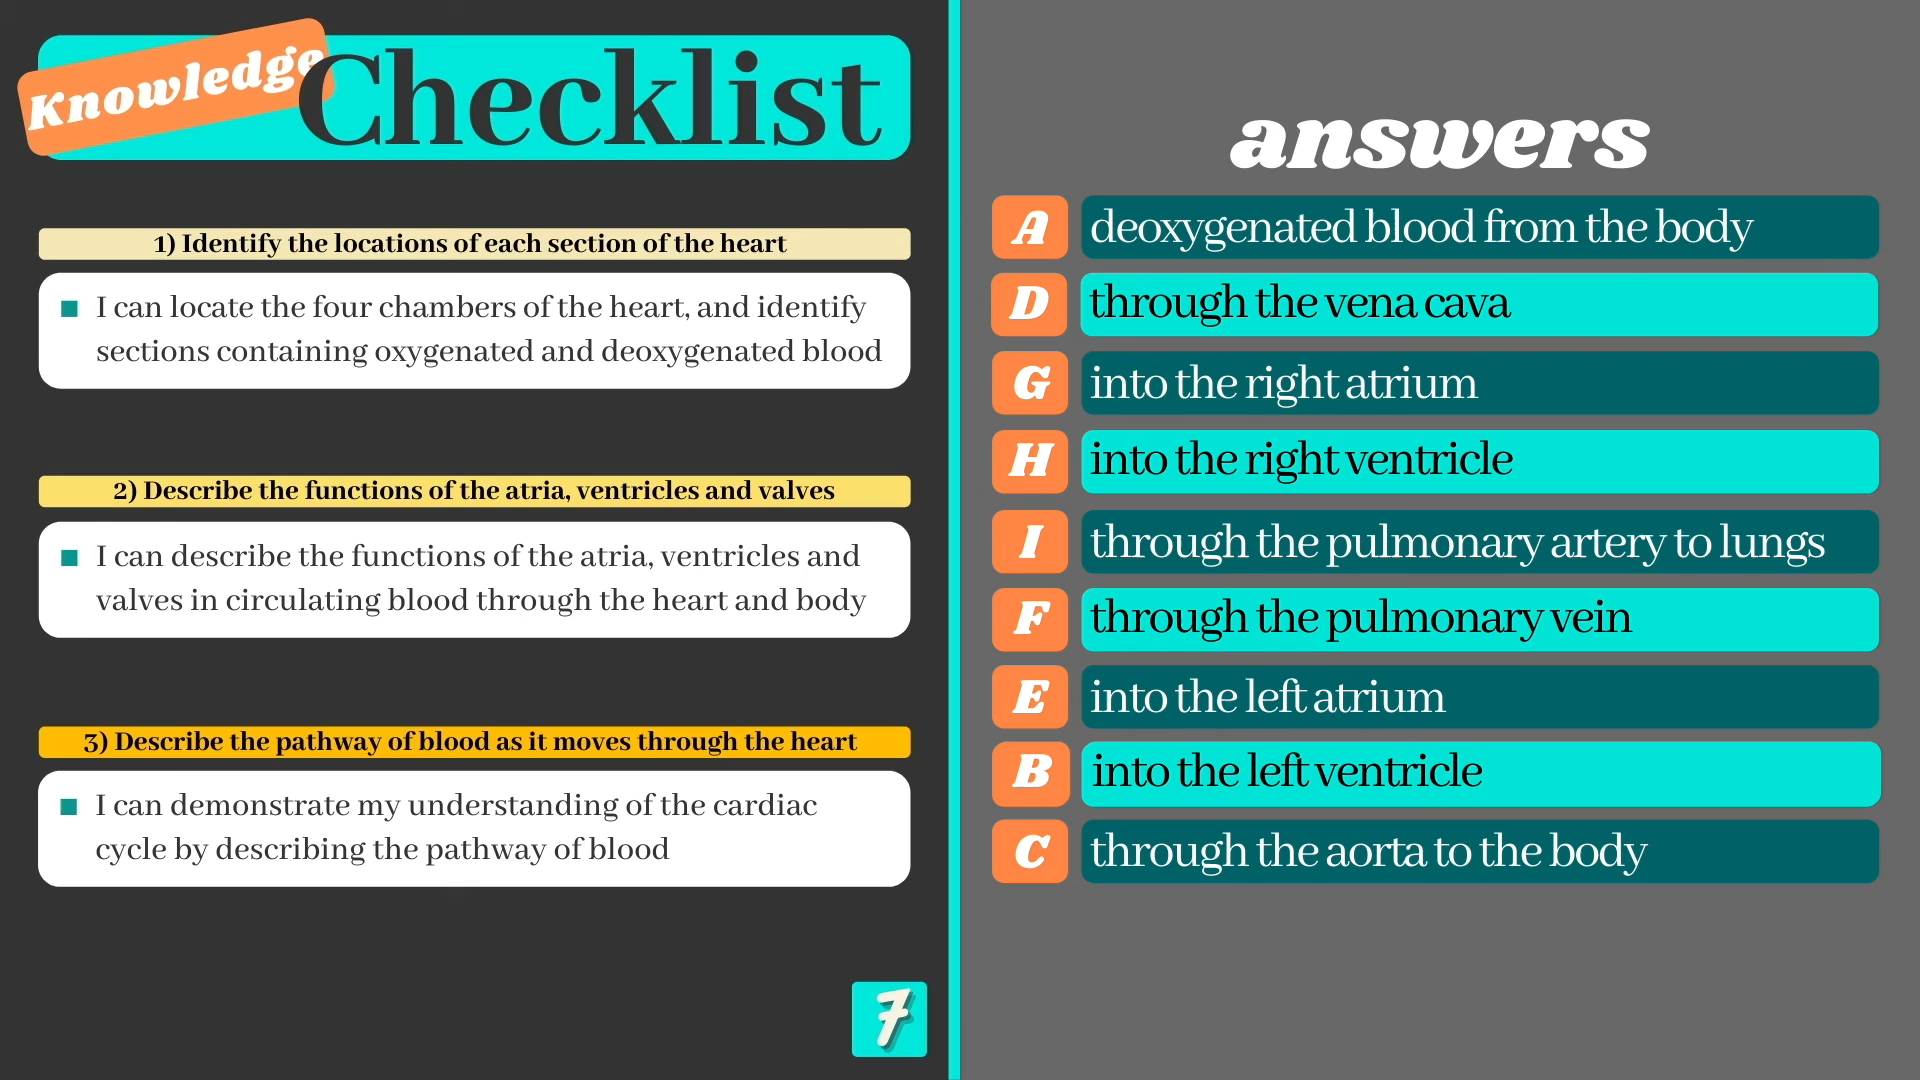 Knowledge
Checklist
1) Identify the locations of each section of the heart
I can locate the four chambers of the heart, and identify
sections containing oxygenated and deoxygenated blood
2) Describe the functions of the atria, ventricles and valves
I can describe the functions of the atria, ventricles and
valves in circulating blood through the heart and body
3) Describe the pathway of blood as it moves through the heart
I can demonstrate my understanding of the cardiac
cycle by describing the pathway of blood
7
answers
A deoxygenated blood from the body
D through the vena cava
G into the right atrium
H into the right ventricle
I through the pulmonary artery to lungs
F through the pulmonary vein
E into the left atrium
B into the left ventricle
C through the aorta to the body